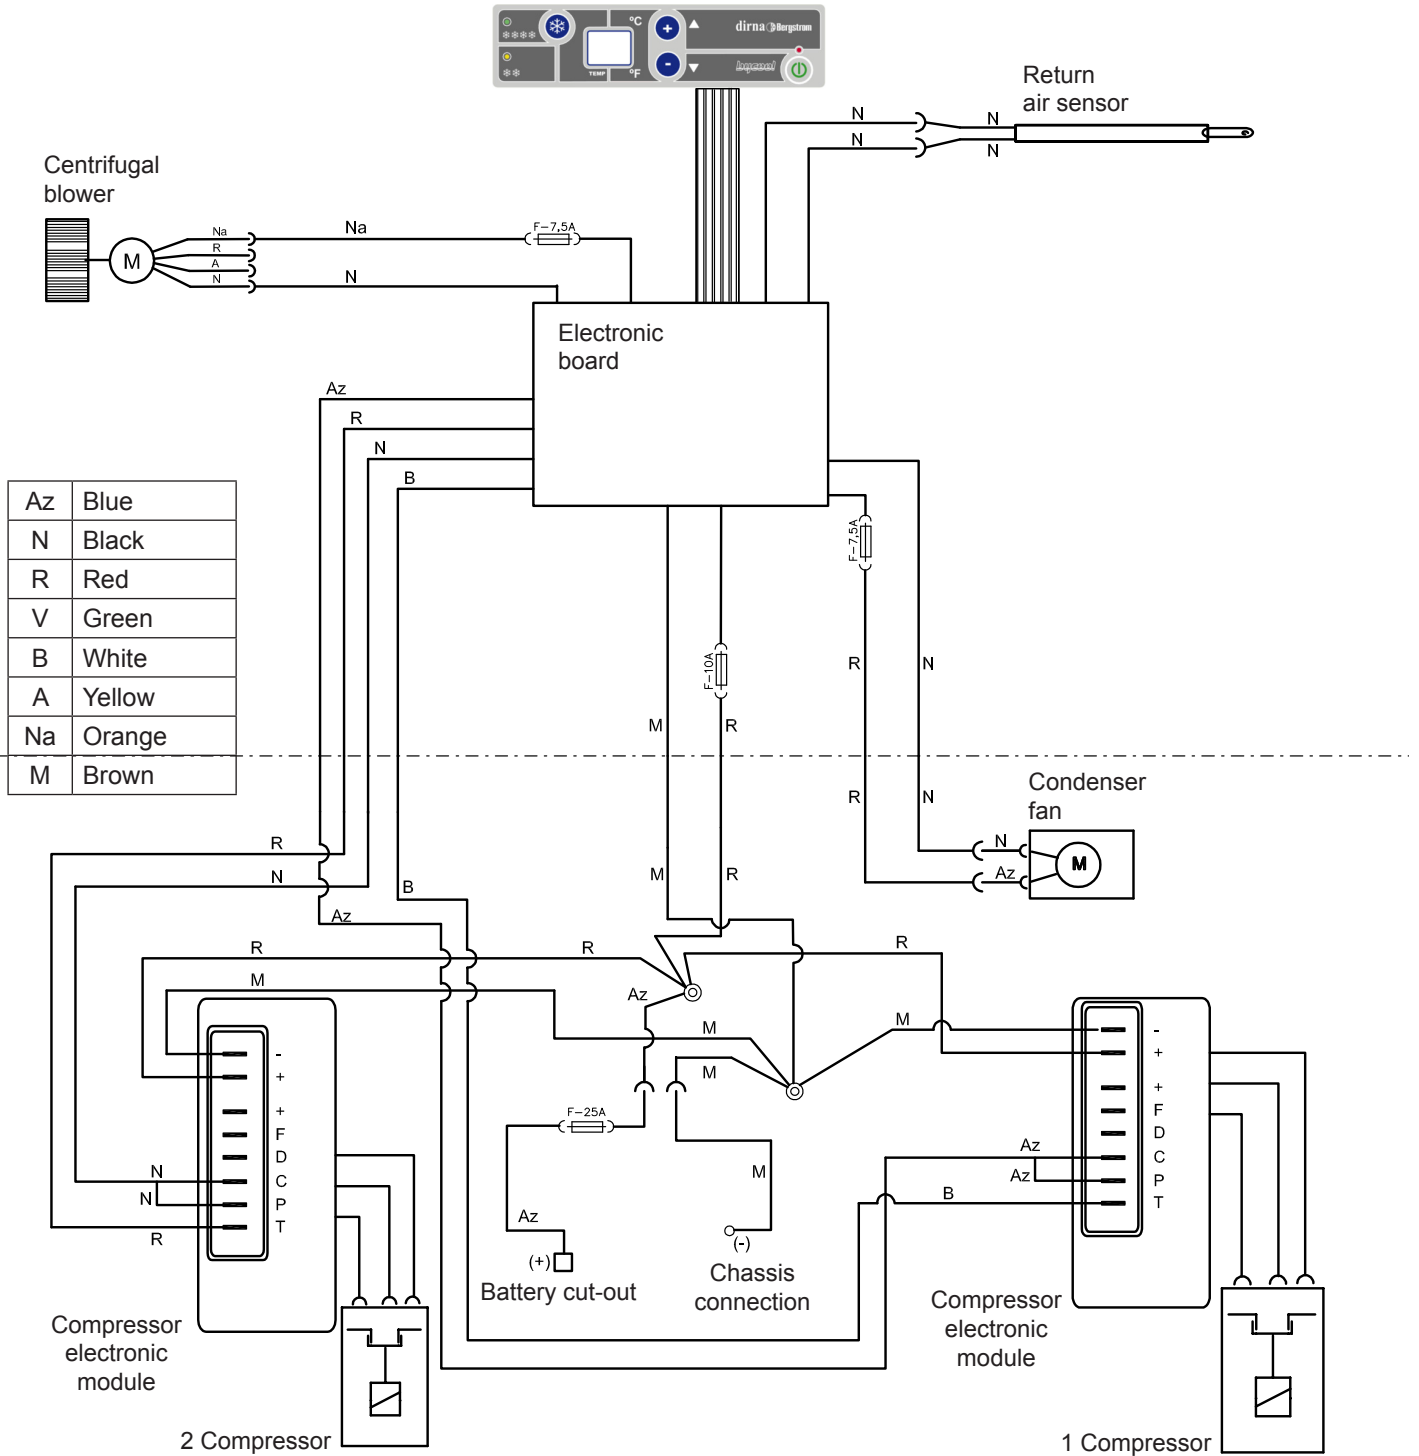 °C
dirna Bergstrom
TEMP
°F
bycool
+
-
Return
air sensor
N
N
N
N
Centrifugal
blower
M
Na
R
A
N
Na
N
F-7,5A
Electronic
board
Az
R
N
B
Az Blue
N Black
R Red
V Green
B White
A Yellow
Na Orange
M Brown
F-7,5A
F-10A
R
N
M
R
R
N
Condenser
fan
N
Az
M
R
N
B
Az
M
R
R
R
R
M
Az
M
M
M
-
+
+
F
D
C
P
T
N
N
R
F-25A
Az
(+)
Battery cut-out
M
(-)
Chassis
connection
-
+
+
F
D
C
P
T
Az
Az
B
Compressor
electronic
module
2 Compressor
Compressor
electronic
module
1 Compressor